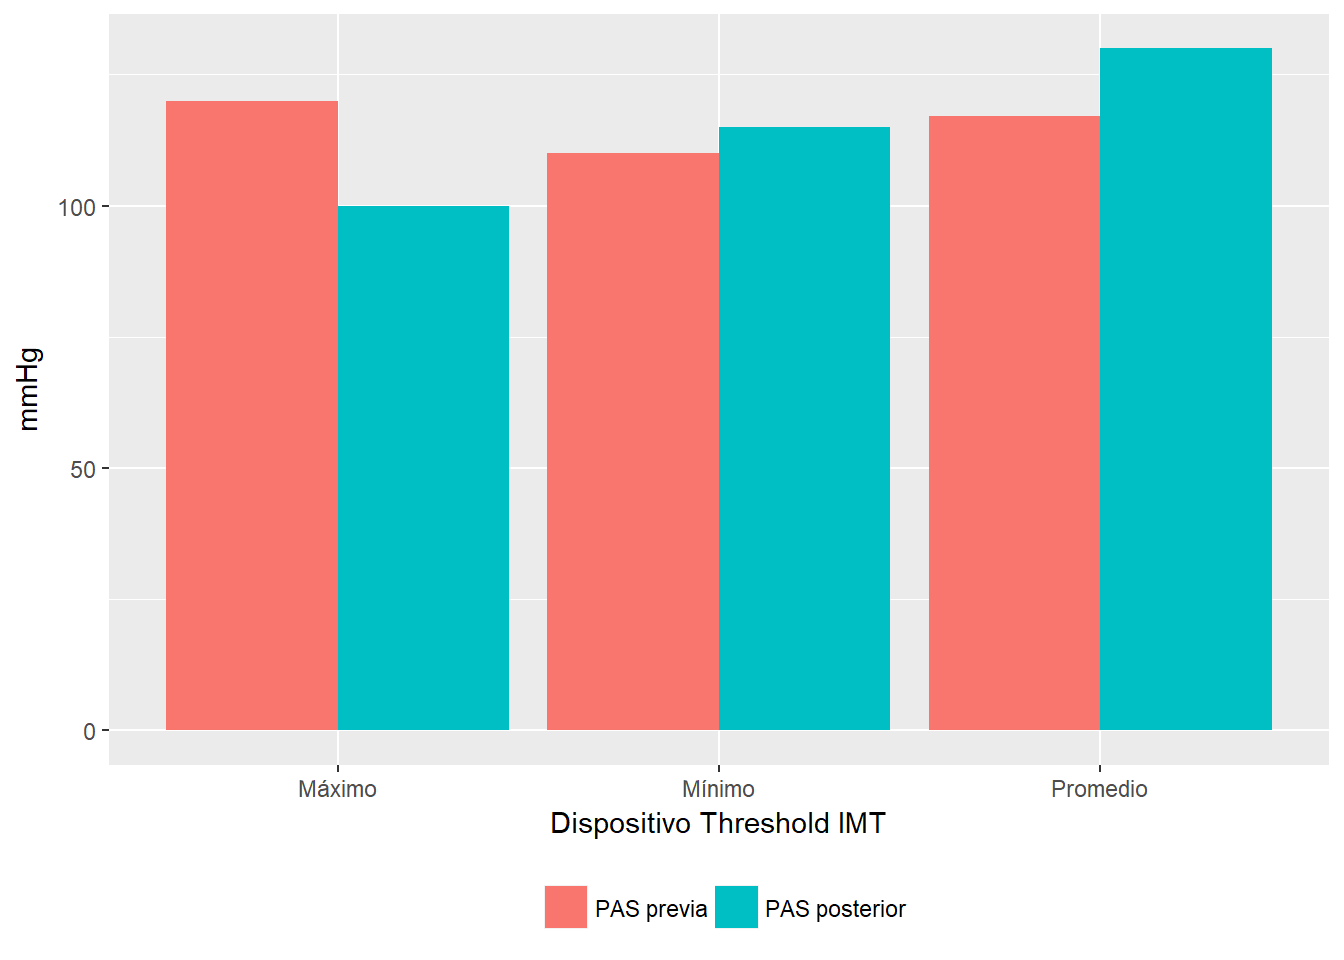 mmHg
100
50
0
Máximo Mínimo Promedio
Dispositivo Threshold IMT
PAS previa PAS posterior